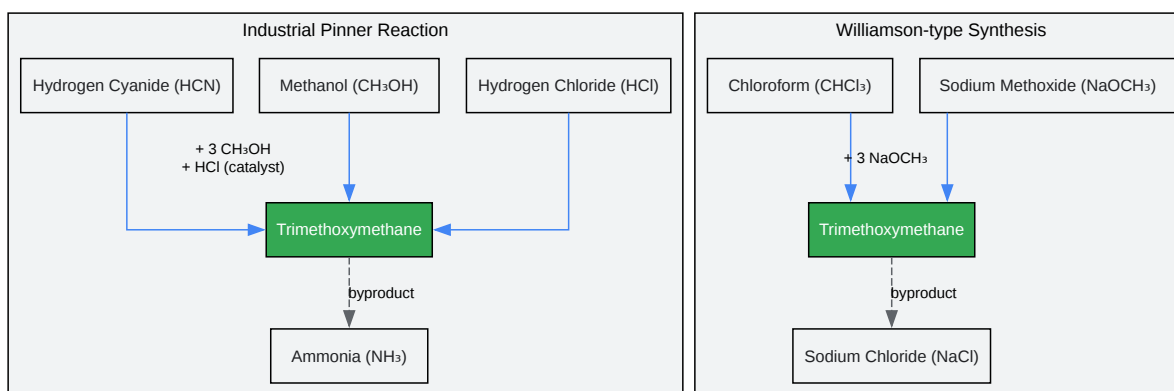 Industrial Pinner Reaction
Hydrogen Cyanide (HCN)
Methanol (CH₃OH)
Hydrogen Chloride (HCl)
+ 3 CH₃OH
+ HCl (catalyst)
Trimethoxymethane
byproduct
Ammonia (NH₃)
Williamson-type Synthesis
Chloroform (CHCl₃)
Sodium Methoxide (NaOCH₃)
+ 3 NaOCH₃
Trimethoxymethane
byproduct
Sodium Chloride (NaCl)